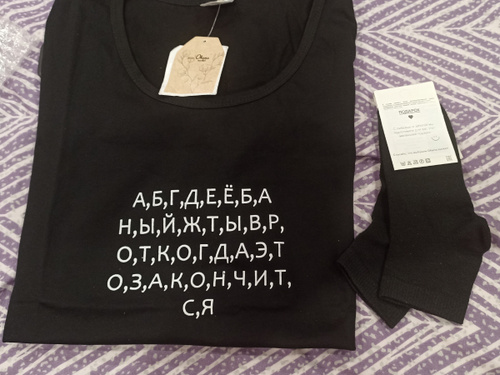 А,Б,Г,Д,Е,Ё,Б,А
Н,Ы,Й,Ж,Т,Ы,В,Р,
О,Т,К,О,Г,Д,А,Э,Т
О,З,А,К,О,Н,Ч,И,Т,
С,Я